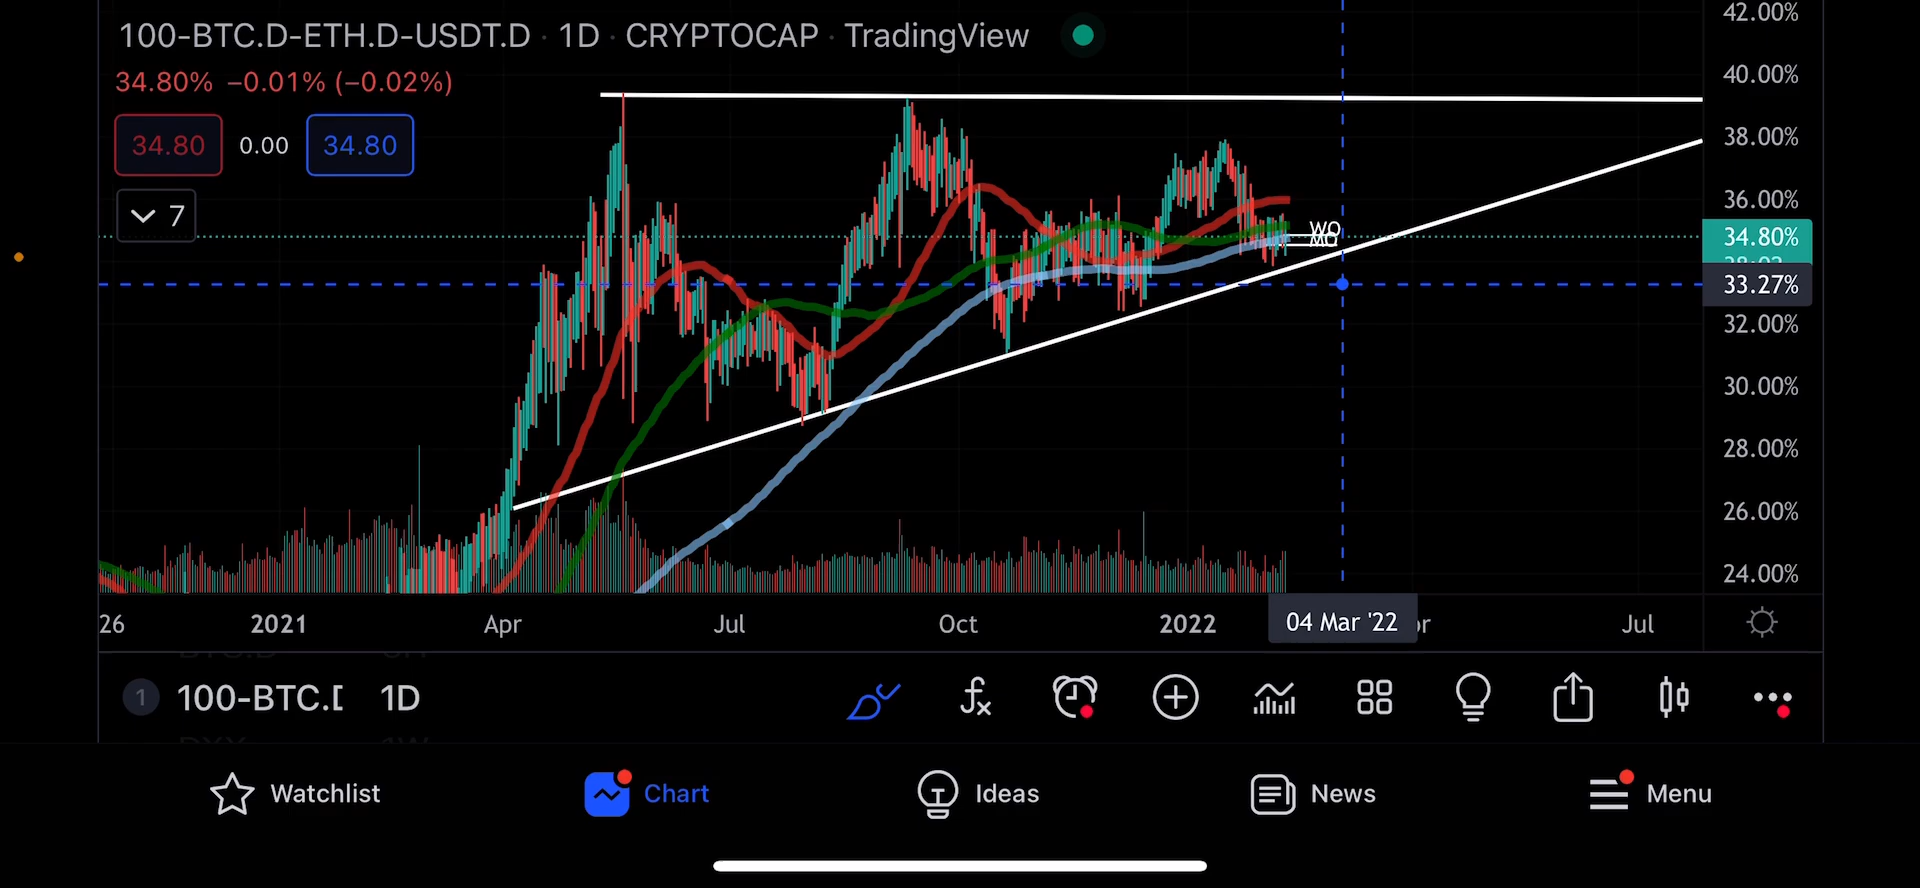 42.00%
100-BTC.D-ETH.D-USDT.D · 1D · CRYPTOCAP · TradingView
34.80% −0.01% (−0.02%)
40.00%
34.80 0.00 34.80
38.00%
7
36.00%
WO
MO
34.80%
33.27%
32.00%
30.00%
28.00%
26.00%
24.00%
26 2021 Apr Jul Oct 2022 04 Mar '22 Jul
1 100-BTC.D 1D
Watchlist Chart Ideas News Menu